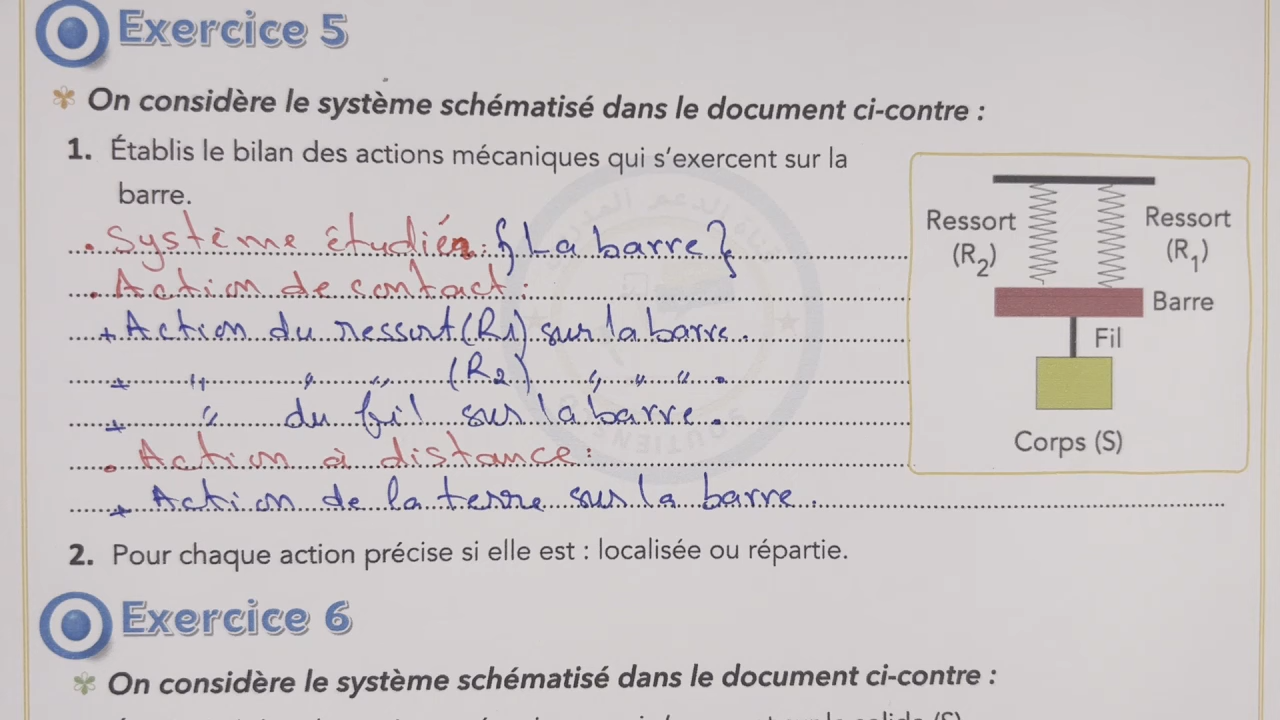 Exercice 5
On considère le système schématisé dans le document ci-contre :
1. Établis le bilan des actions mécaniques qui s'exercent sur la
barre.
• Système étudié : { La barre }
• Action de contact :
+ Action du ressort (R1) sur la barre.
+ " " " (R2) " " " .
+ " du fil sur la barre.
• Action à distance :
+ Action de la terre sur la barre.
Ressort
(R2)
Ressort
(R1)
Barre
Fil
Corps (S)
2. Pour chaque action précise si elle est : localisée ou répartie.
Exercice 6
On considère le système schématisé dans le document ci-contre :